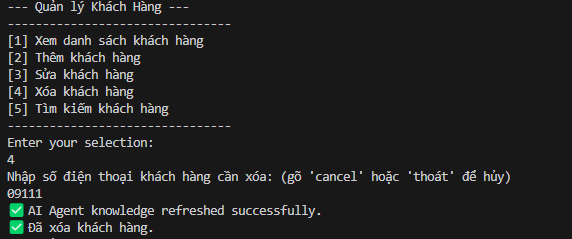 --- Quản lý Khách Hàng ---
--------------------------------
[1] Xem danh sách khách hàng
[2] Thêm khách hàng
[3] Sửa khách hàng
[4] Xóa khách hàng
[5] Tìm kiếm khách hàng
--------------------------------
Enter your selection:
4
Nhập số điện thoại khách hàng cần xóa: (gõ 'cancel' hoặc 'thoát' để hủy)
09111
✅ AI Agent knowledge refreshed successfully.
✅ Đã xóa khách hàng.